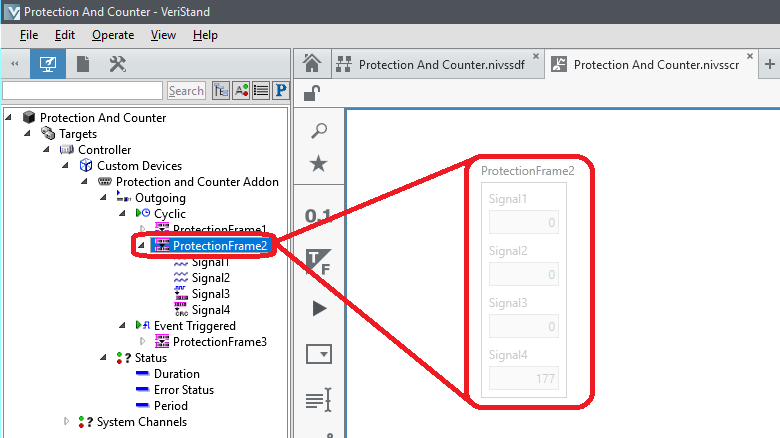 Protection And Counter - VeriStand
File Edit Operate View Help
Protection And Counter.nivssdf
Protection And Counter.nivsscr
Search
P
Protection And Counter
Targets
Controller
Custom Devices
Protection and Counter Addon
Outgoing
Cyclic
ProtectionFrame1
ProtectionFrame2
Signal1
Signal2
Signal3
CRC
Signal4
Event Triggered
ProtectionFrame3
Status
Duration
Error Status
Period
System Channels
0.1
T
F
ProtectionFrame2
Signal1
0
Signal2
0
Signal3
0
Signal4
177